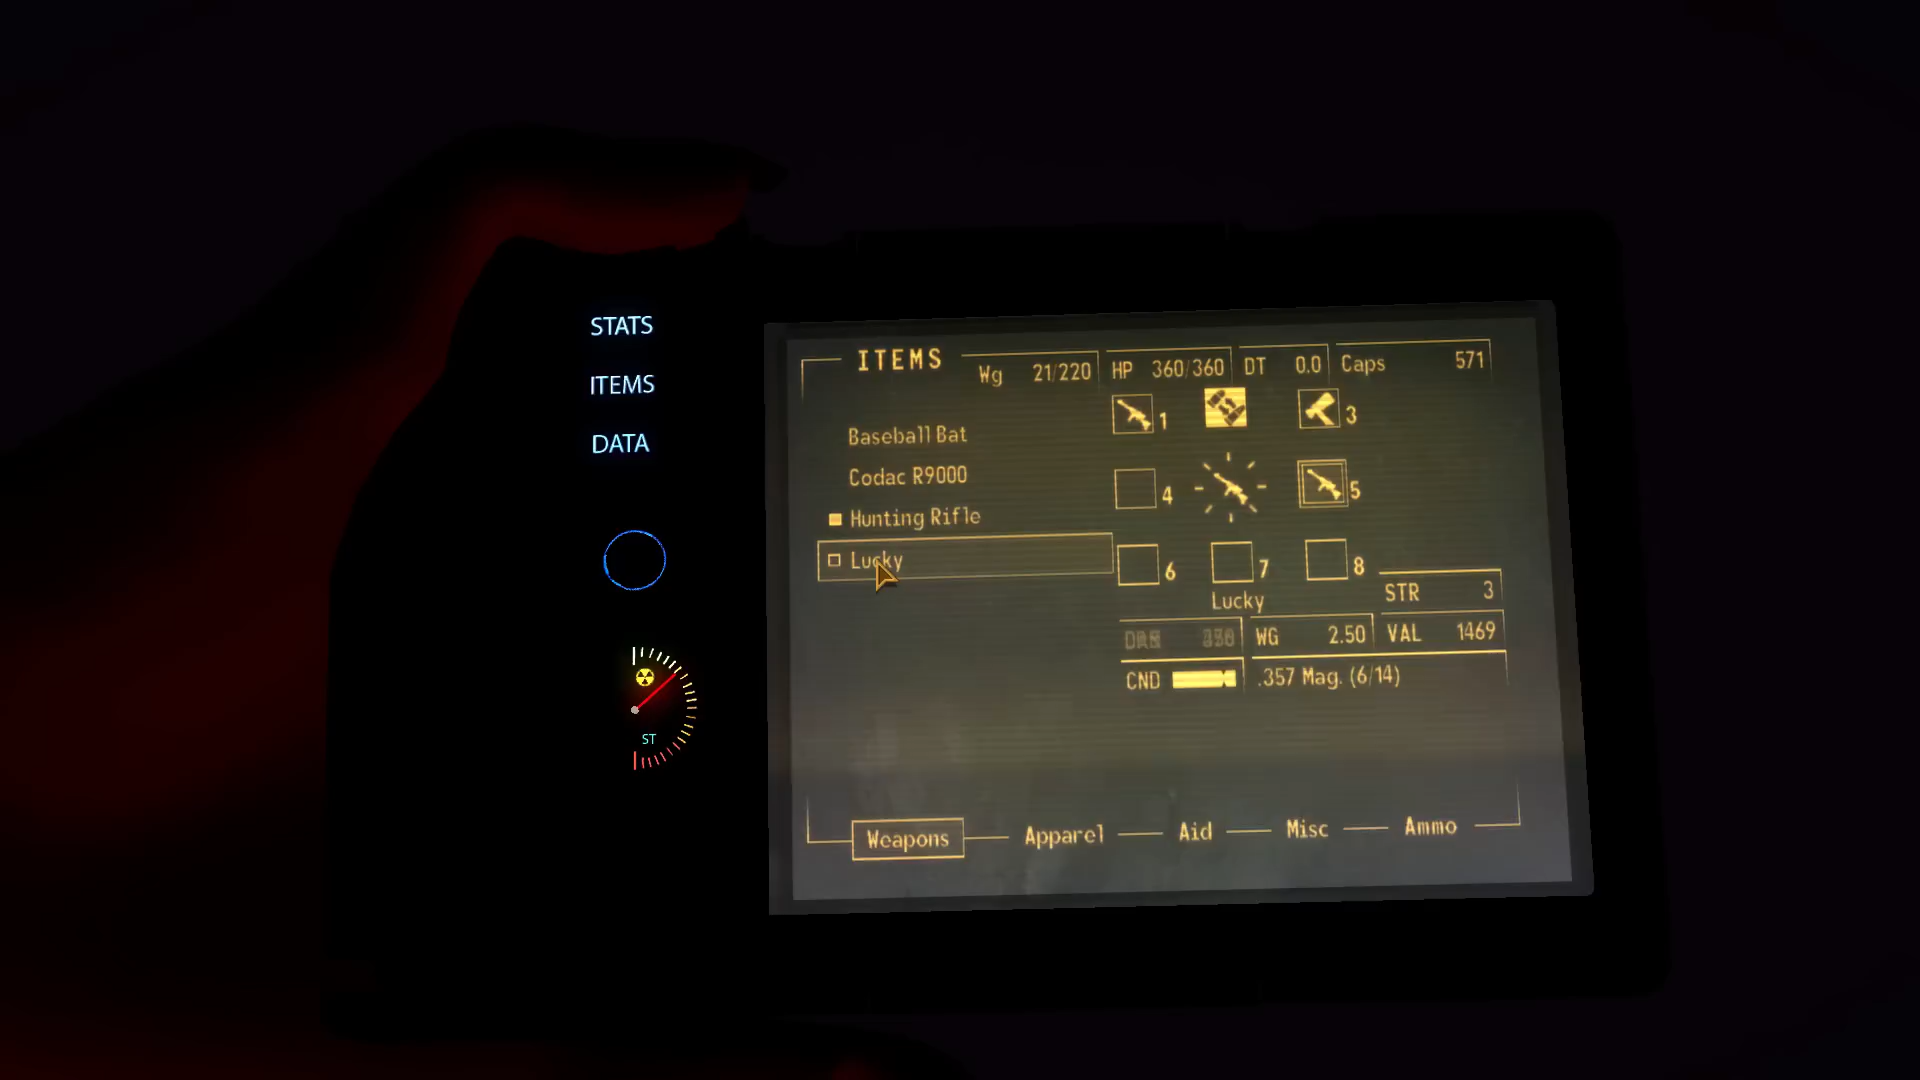 STATS
ITEMS
DATA
ST
ITEMS
Wg 21/220 HP 360/360 DT 0.0 Caps 571
Baseball Bat
Codac R9000
Hunting Rifle
Lucky
1
3
4
5
6
7
8
Lucky
STR 3
WG 2.50 VAL 1469
CND .357 Mag. (6/14)
Weapons Apparel Aid Misc Ammo